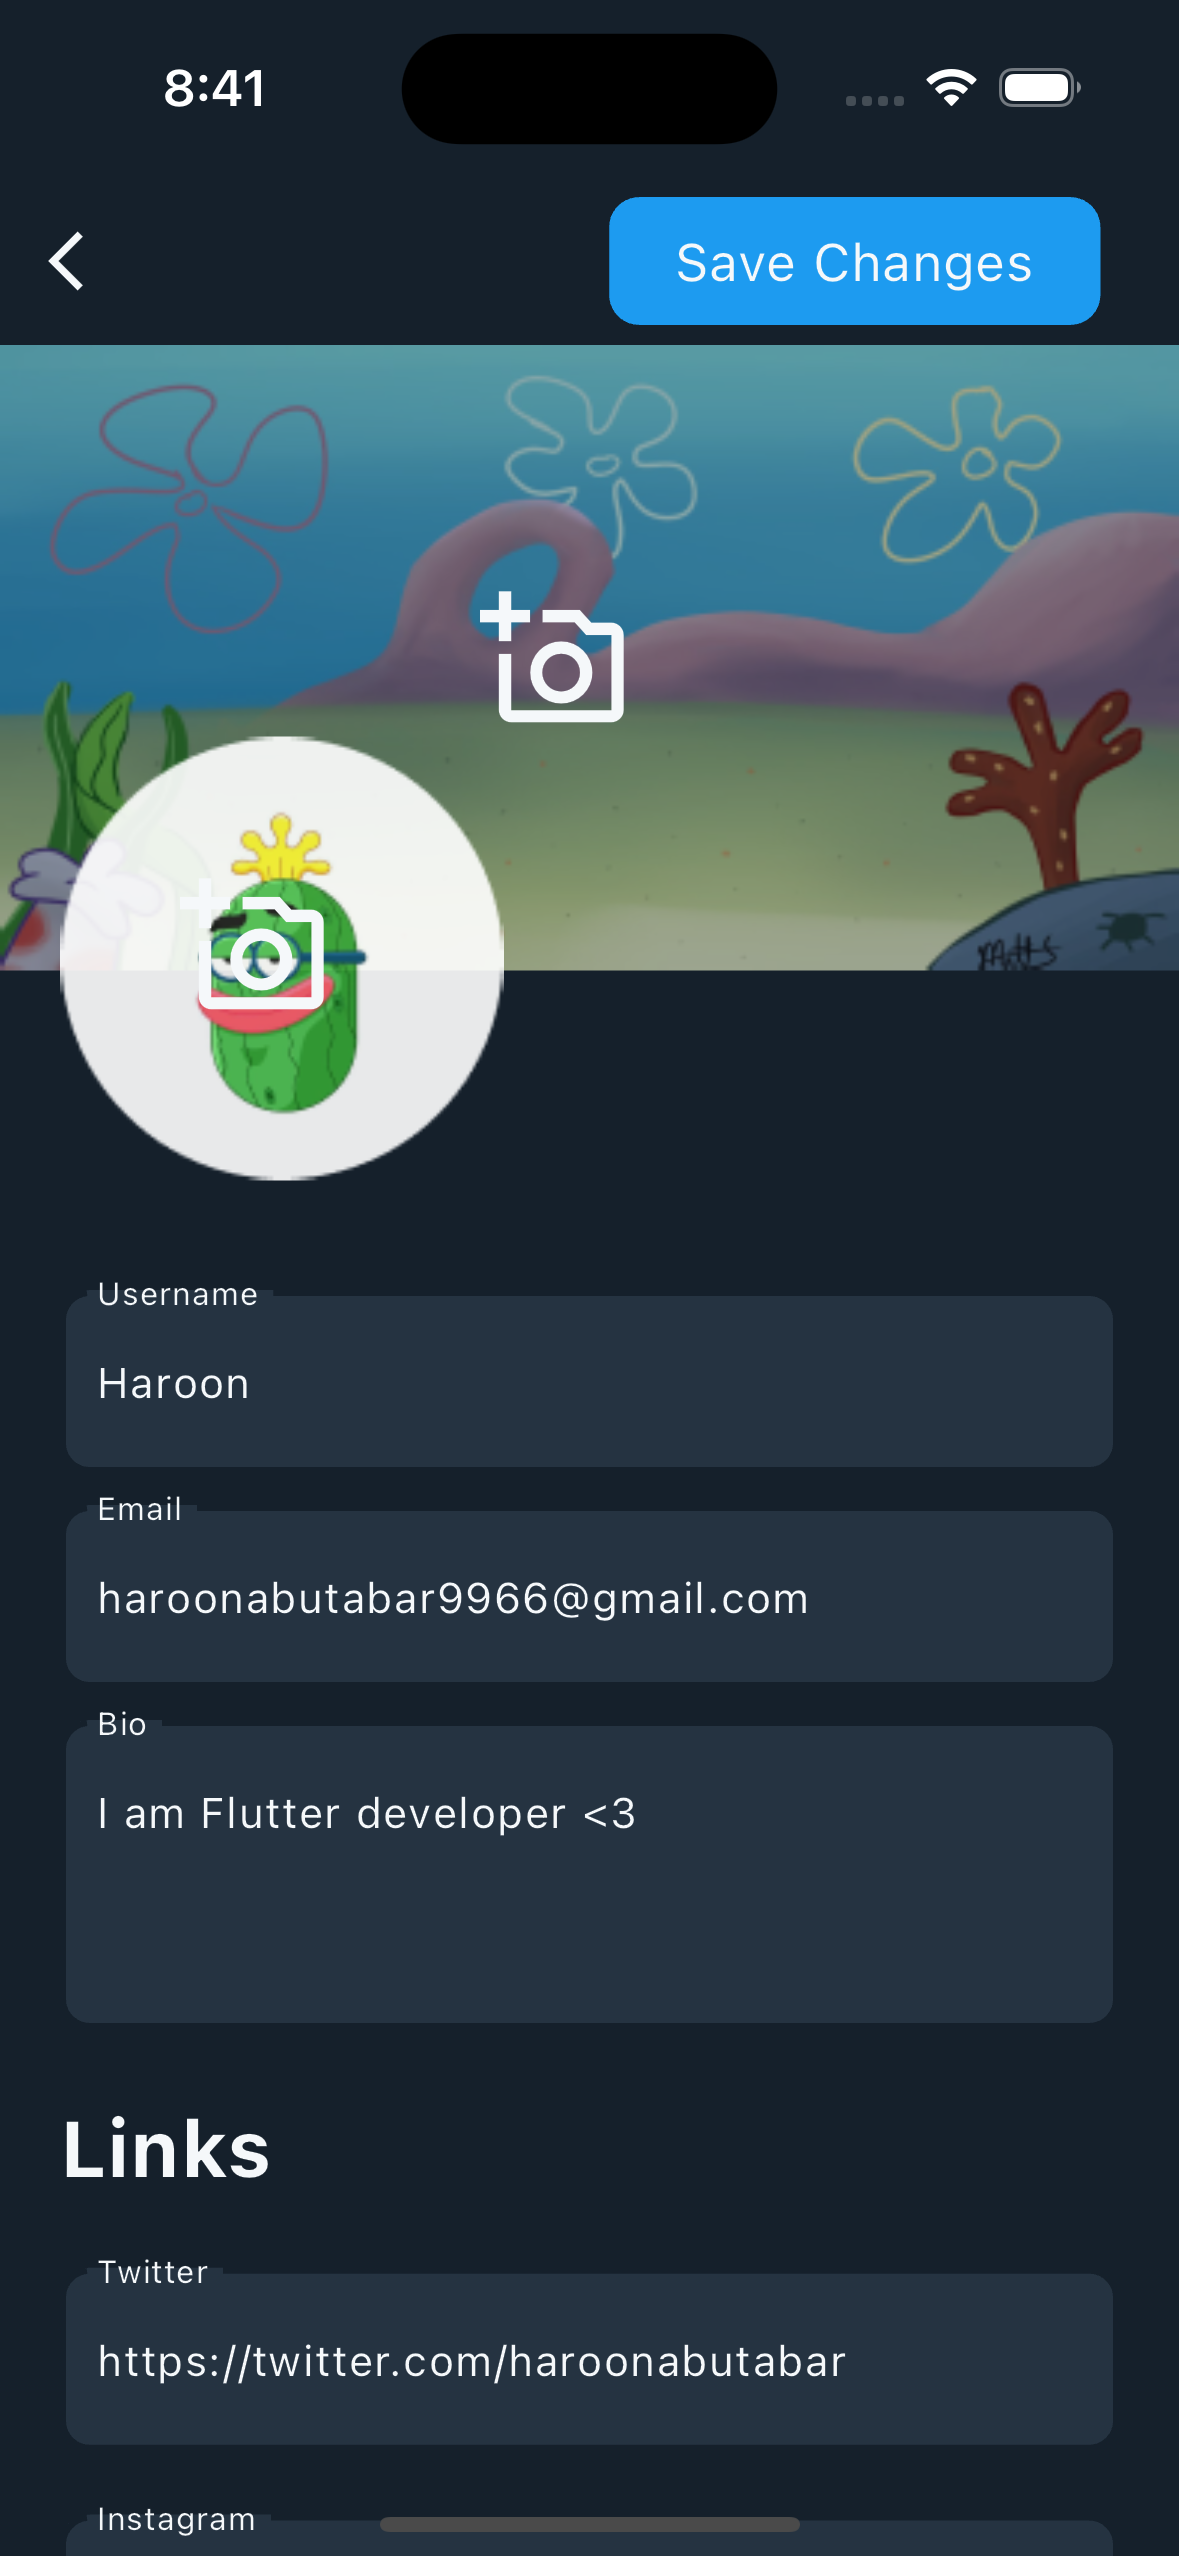 8:41
Save Changes
Username
Haroon
Email
haroonabutabar9966@gmail.com
Bio
I am Flutter developer <3
Links
Twitter
https://twitter.com/haroonabutabar
Instagram